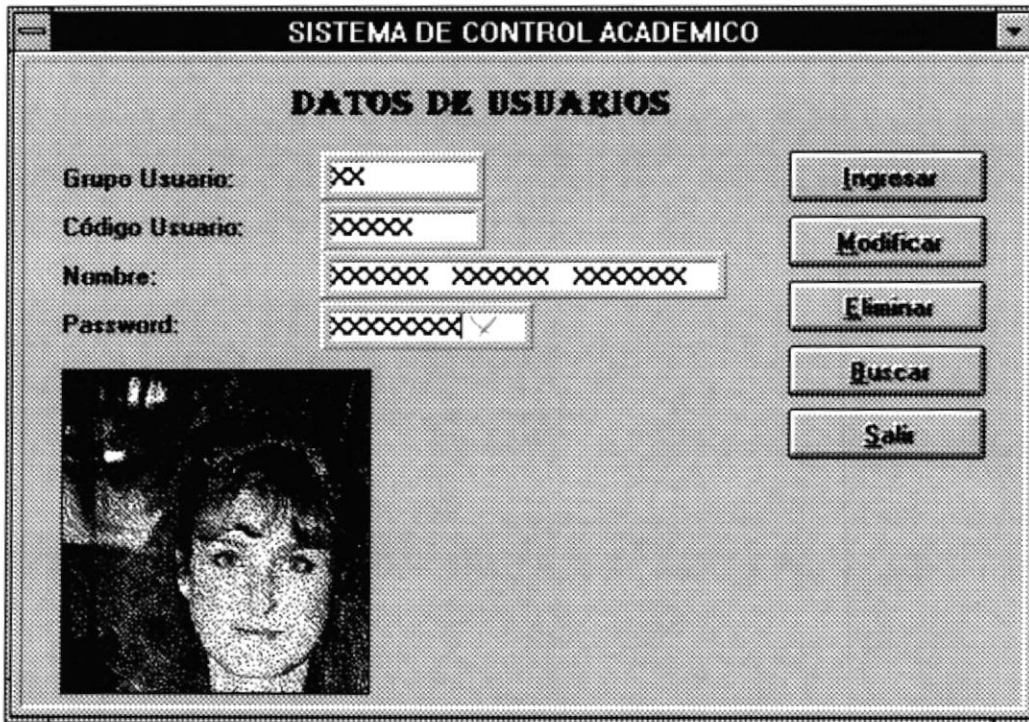 SISTEMA DE CONTROL ACADEMICO
DATOS DE USUARIOS
Grupo Usuario: XX
Código Usuario: XXXXX
Nombre: XXXXXX XXXXXX XXXXXXX
Password: XXXXXXXX
Ingresar
Modificar
Eliminar
Buscar
Salir